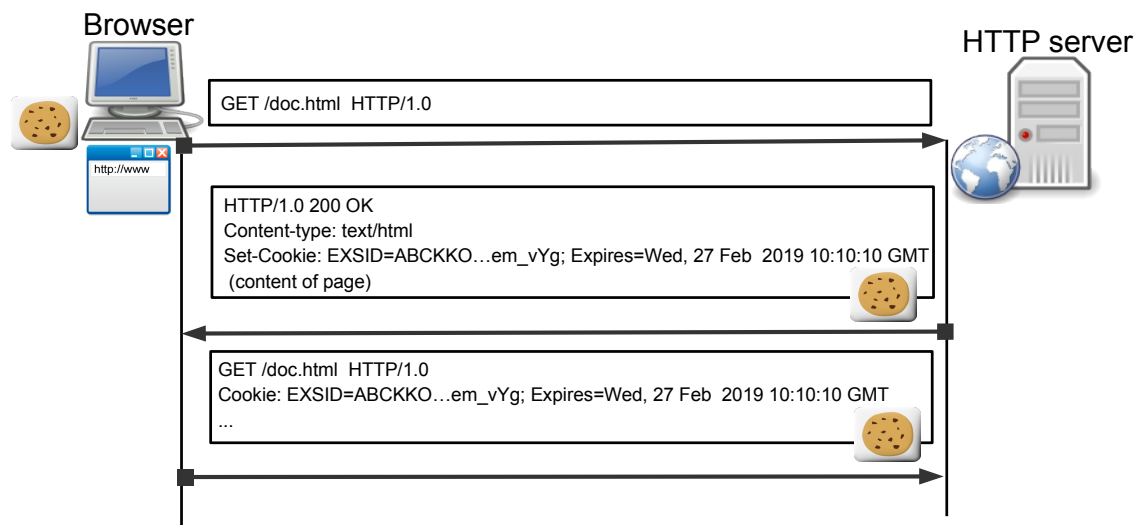 Browser
HTTP server
GET /doc.html HTTP/1.0
http://www
HTTP/1.0 200 OK
Content-type: text/html
Set-Cookie: EXSID=ABCKKO…em_vYg; Expires=Wed, 27 Feb 2019 10:10:10 GMT
(content of page)
GET /doc.html HTTP/1.0
Cookie: EXSID=ABCKKO…em_vYg; Expires=Wed, 27 Feb 2019 10:10:10 GMT
...